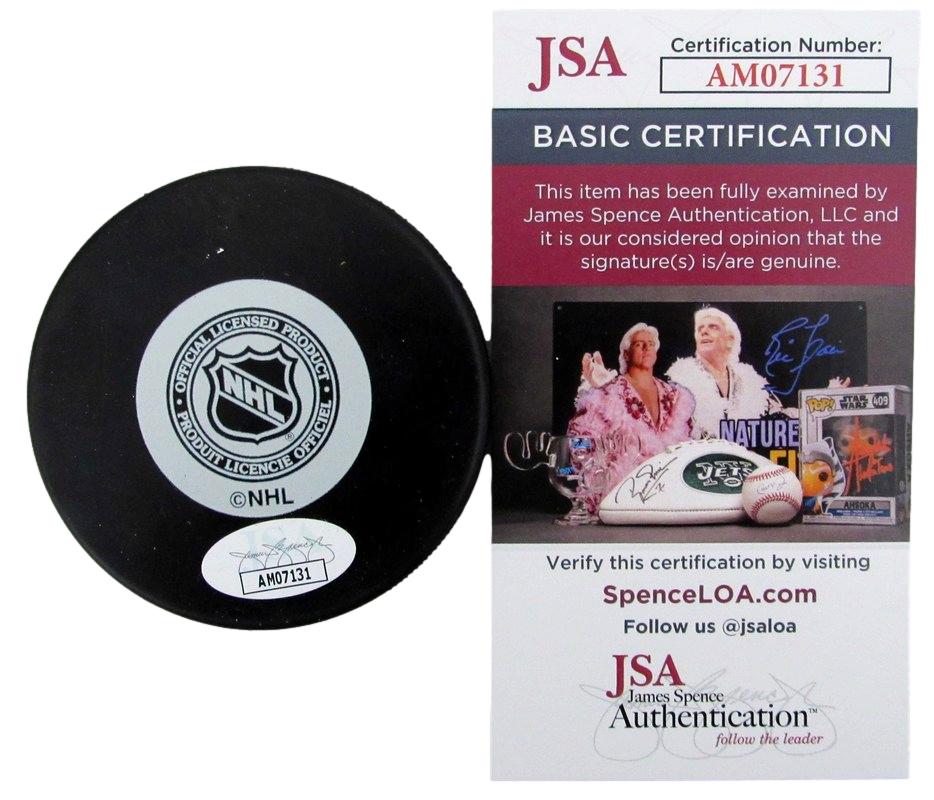 OFFICIAL LICENSED PRODUCT
NHL
®
PRODUIT LICENCIE OFFICIEL
©NHL
JSA
AM07131
JSA
Certification Number:
AM07131
BASIC CERTIFICATION
This item has been fully examined by
James Spence Authentication, LLC and
it is our considered opinion that the
signature(s) is/are genuine.
NATURE
JETS
POP!
STAR WARS
409
AHSOKA
Verify this certification by visiting
SpenceLOA.com
Follow us @jsaloa
JSA
James Spence
Authentication™
follow the leader